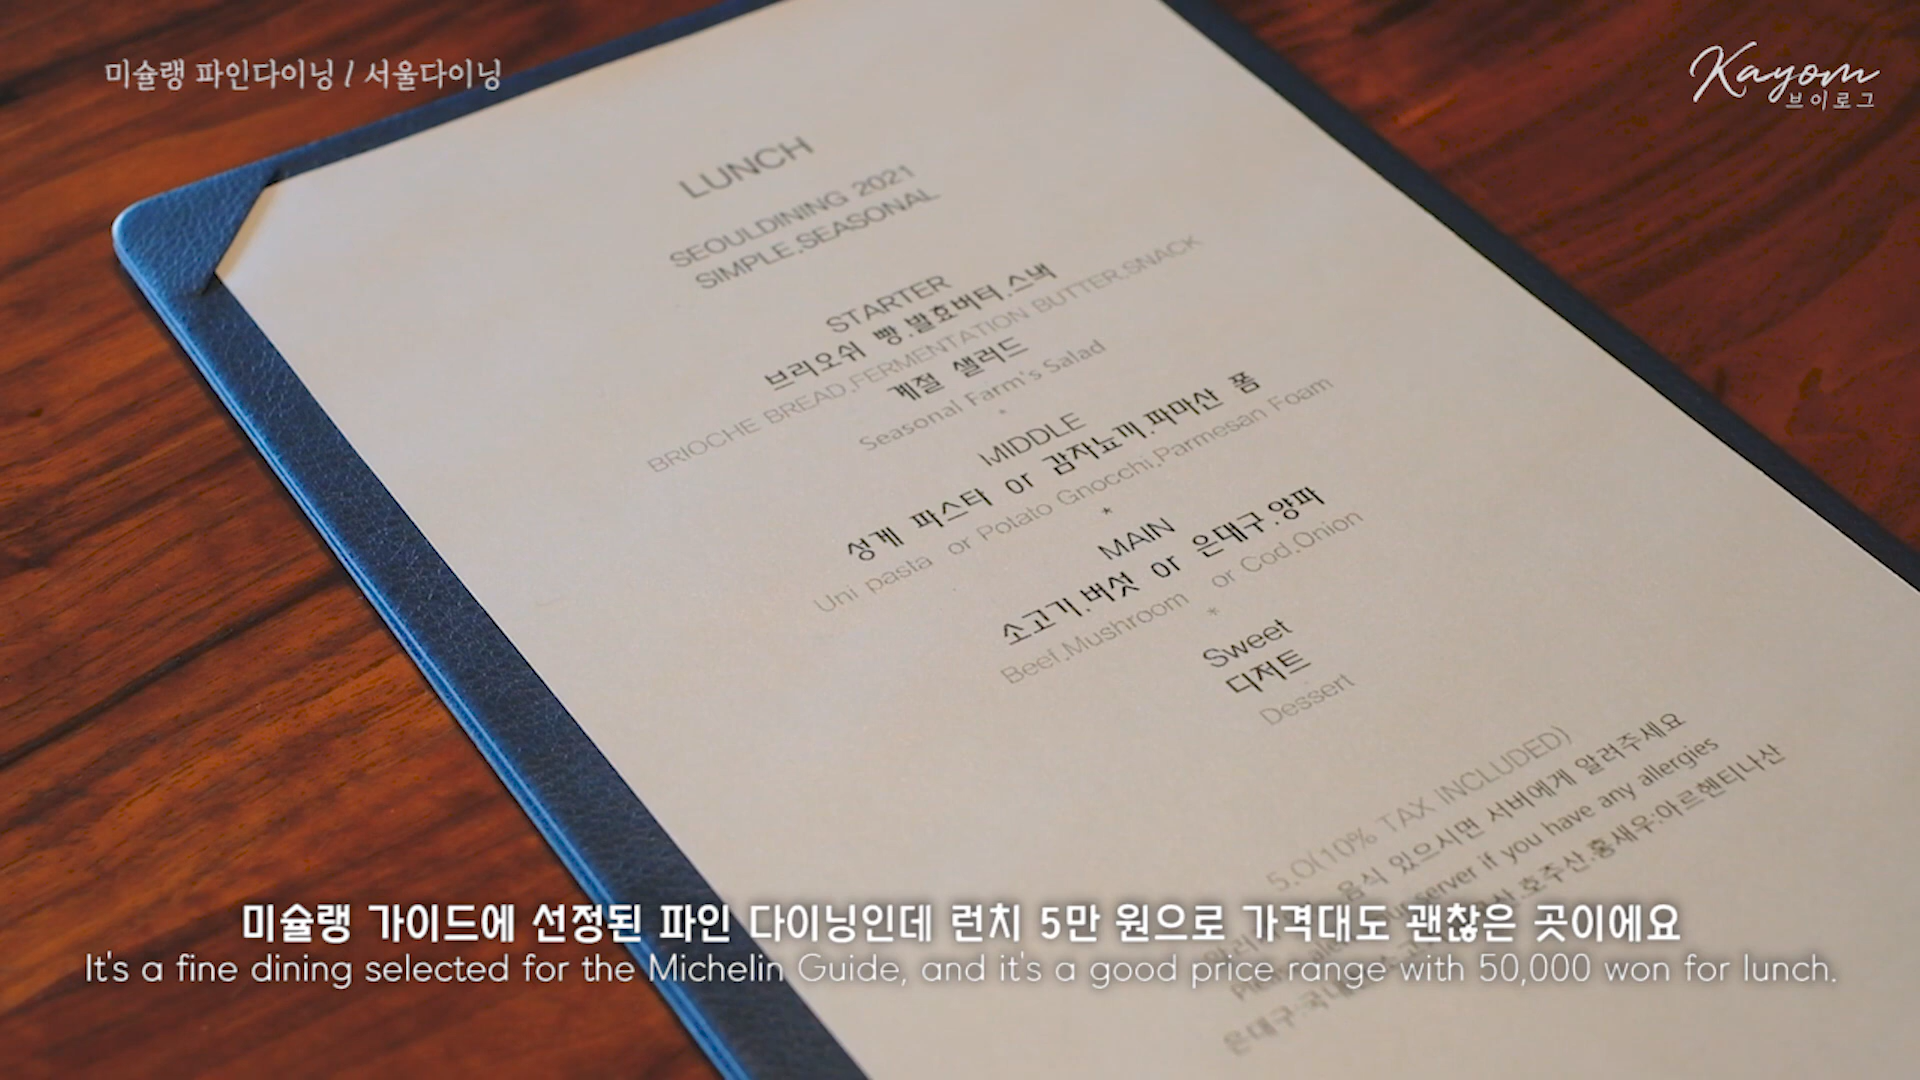 미슐랭 파인다이닝 / 서울다이닝
Kayom
브이로그
LUNCH
SEOULDINING 2021
SIMPLE.SEASONAL
STARTER
브리오쉬 빵.발효버터.스낵
BRIOCHE BREAD.FERMENTATION BUTTER.SNACK
계절 샐러드
Seasonal Farm's Salad
*
MIDDLE
성게 파스타 or 감자뇨끼.파마산 폼
Uni pasta or Potato Gnocchi.Parmesan Foam
*
MAIN
소고기.버섯 or 은대구.양파
Beef.Mushroom or Cod.Onion
*
Sweet
디저트
Dessert
5.0(10% TAX INCLUDED)
음식 있으시면 서버에게 알려주세요
server if you have any allergies
은대구:국내 호주산.홍새우:아르헨티나산
미슐랭 가이드에 선정된 파인 다이닝인데 런치 5만 원으로 가격대도 괜찮은 곳이에요
It's a fine dining selected for the Michelin Guide, and it's a good price range with 50,000 won for lunch.